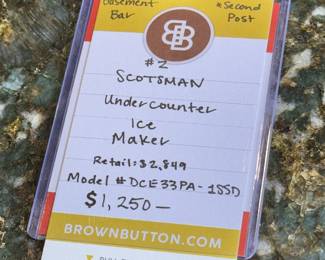 Basement
Bar
*Second
Post
BB
#2
SCOTSMAN
Undercounter
Ice
Maker
Retail: $2,849
Model # DCE33PA-1SSD
$1,250—
BROWNBUTTON.COM